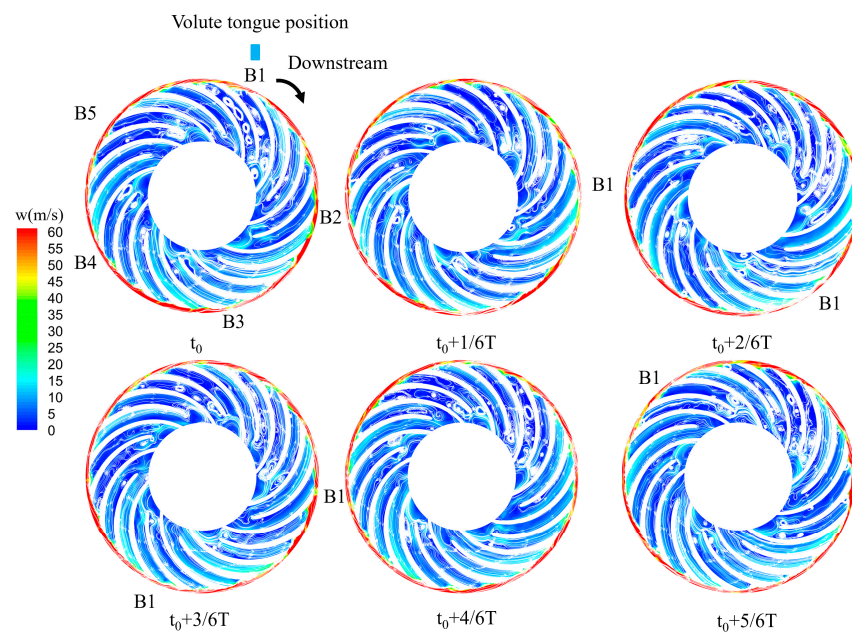 Volute tongue position
B1
Downstream
B5
B2
B4
B3
B1
B1
w(m/s)
60
55
50
45
40
35
30
25
20
15
10
5
0
t₀
t₀+1/6T
t₀+2/6T
B1
B1
B1
t₀+3/6T
t₀+4/6T
t₀+5/6T